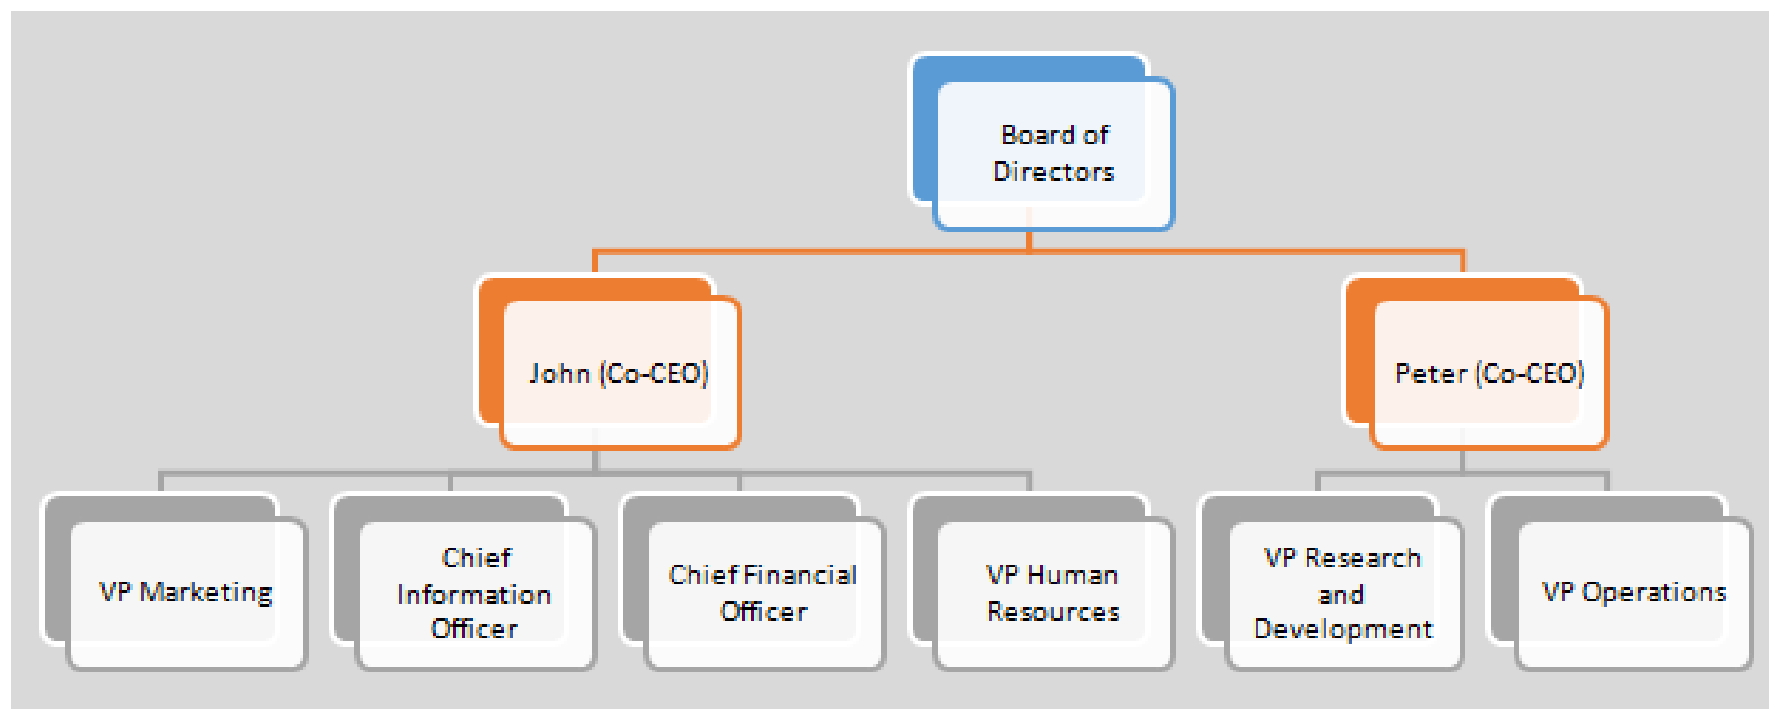 Board of
Directors
John (Co-CEO)
Peter (Co-CEO)
VP Marketing
Chief
Information
Officer
Chief Financial
Officer
VP Human
Resources
VP Research
and
Development
VP Operations